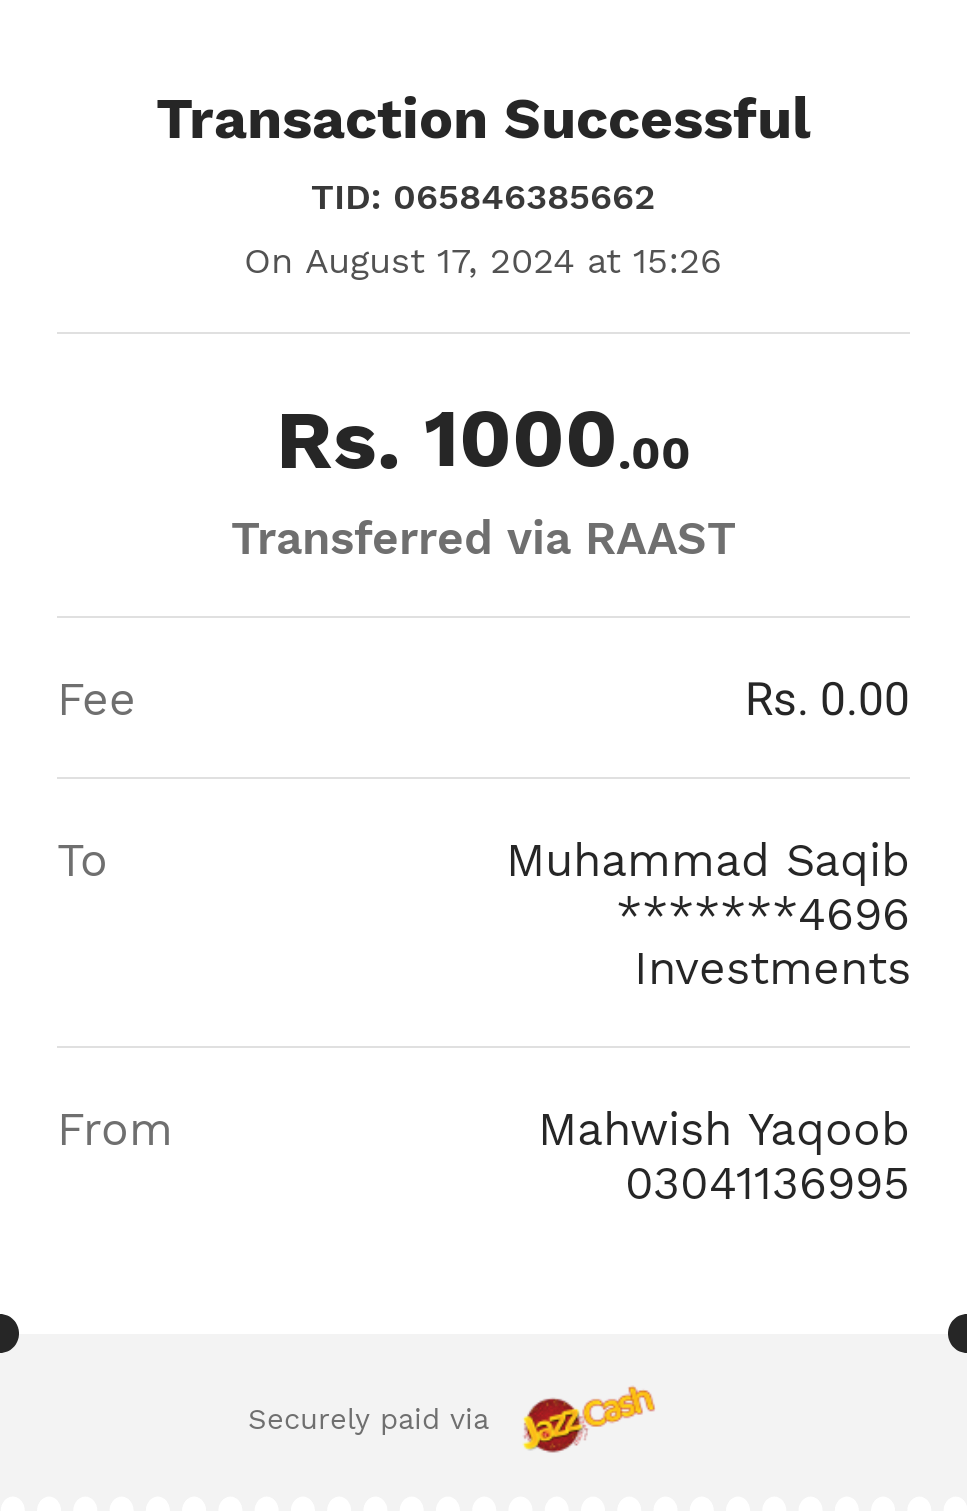 Transaction Successful
TID: 065846385662
On August 17, 2024 at 15:26
Rs. 1000.00
Transferred via RAAST
Fee Rs. 0.00
To Muhammad Saqib
*******4696
Investments
From Mahwish Yaqoob
03041136995
Securely paid via JazzCash